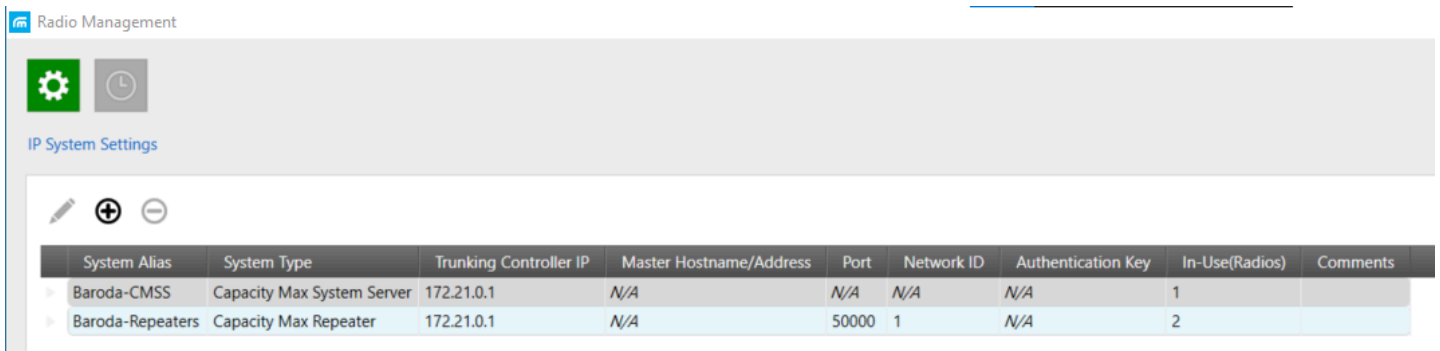 Radio Management
IP System Settings
System Alias System Type Trunking Controller IP Master Hostname/Address Port Network ID Authentication Key In-Use(Radios) Comments
Baroda-CMSS Capacity Max System Server 172.21.0.1 N/A N/A N/A N/A 1
Baroda-Repeaters Capacity Max Repeater 172.21.0.1 N/A 50000 1 N/A 2